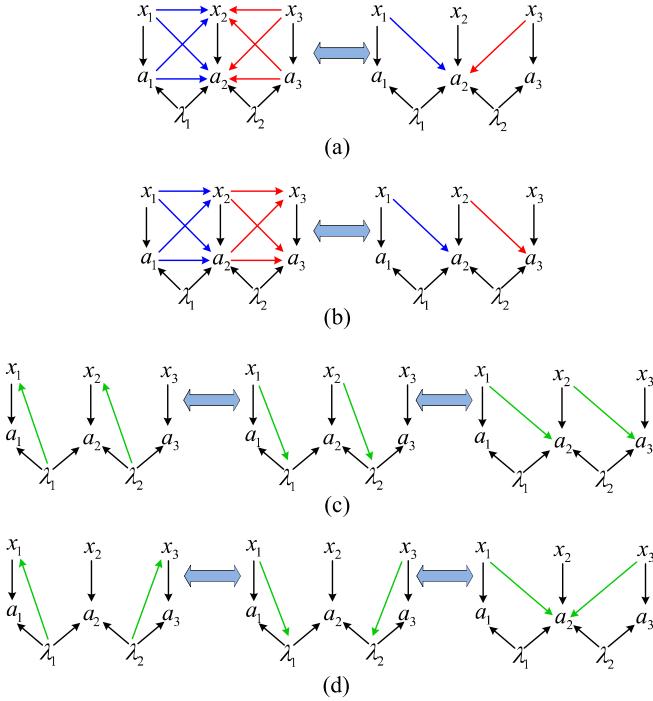 x₁ x₂ x₃ x₁ x₂ x₃
a₁ a₂ a₃ a₁ a₂ a₃
λ₁ λ₂ λ₁ λ₂
(a)
x₁ x₂ x₃ x₁ x₂ x₃
a₁ a₂ a₃ a₁ a₂ a₃
λ₁ λ₂ λ₁ λ₂
(b)
x₁ x₂ x₃ x₁ x₂ x₃ x₁ x₂ x₃
a₁ a₂ a₃ a₁ a₂ a₃ a₁ a₂ a₃
λ₁ λ₂ λ₁ λ₂ λ₁ λ₂
(c)
x₁ x₂ x₃ x₁ x₂ x₃ x₁ x₂ x₃
a₁ a₂ a₃ a₁ a₂ a₃ a₁ a₂ a₃
λ₁ λ₂ λ₁ λ₂ λ₁ λ₂
(d)